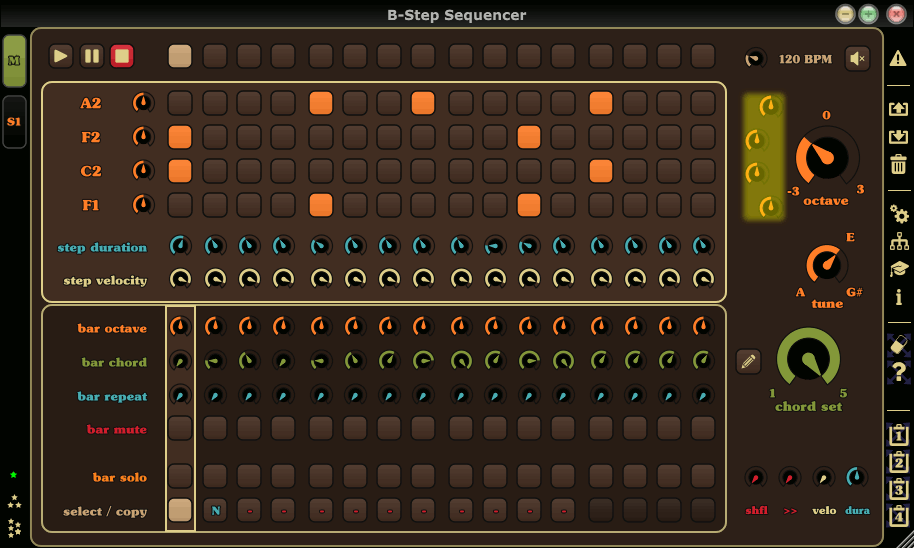 B-Step Sequencer
M
S1
120 BPM
A2
F2
C2
F1
step duration
step velocity
0
-3 3
octave
E
A G#
tune
bar octave
bar chord
bar repeat
bar mute
bar solo
select / copy
N - - - - - - - - - -
1 5
chord set
shfl >> velo dura
i
?
1
2
3
4